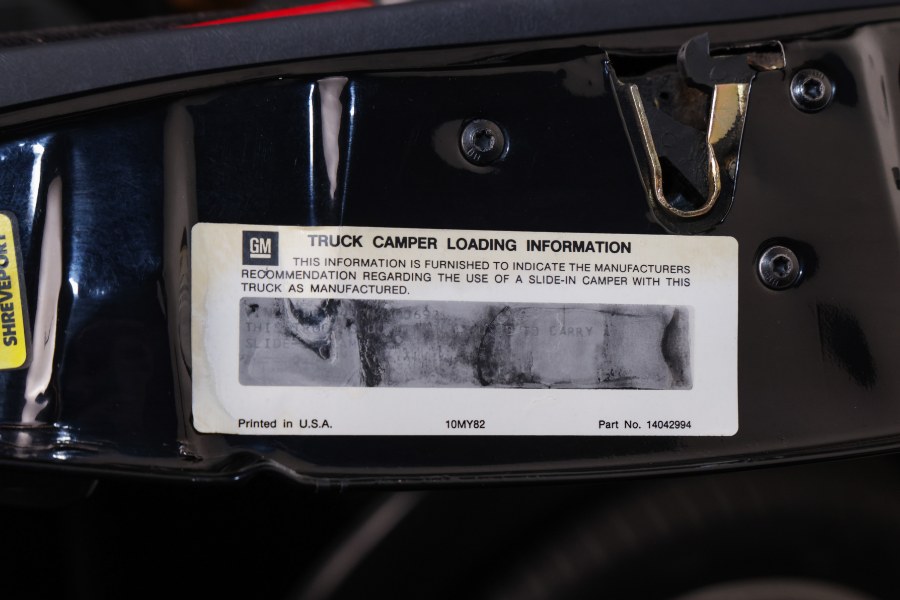 SHREVEPORT
GM
TRUCK CAMPER LOADING INFORMATION
THIS INFORMATION IS FURNISHED TO INDICATE THE MANUFACTURERS
RECOMMENDATION REGARDING THE USE OF A SLIDE-IN CAMPER WITH THIS
TRUCK AS MANUFACTURED.
CARRY
Printed in U.S.A. 10MY82 Part No. 14042994